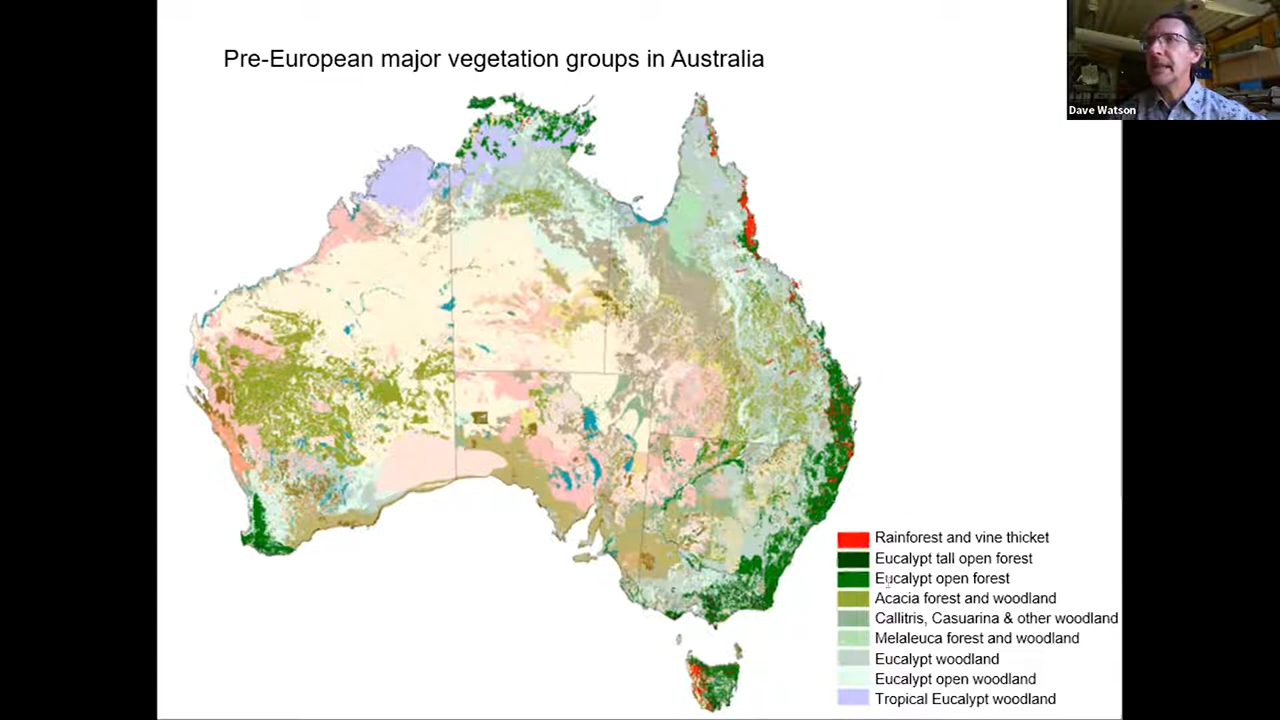 Pre-European major vegetation groups in Australia
Dave Watson
Rainforest and vine thicket
Eucalypt tall open forest
Eucalypt open forest
Acacia forest and woodland
Callitris, Casuarina & other woodland
Melaleuca forest and woodland
Eucalypt woodland
Eucalypt open woodland
Tropical Eucalypt woodland